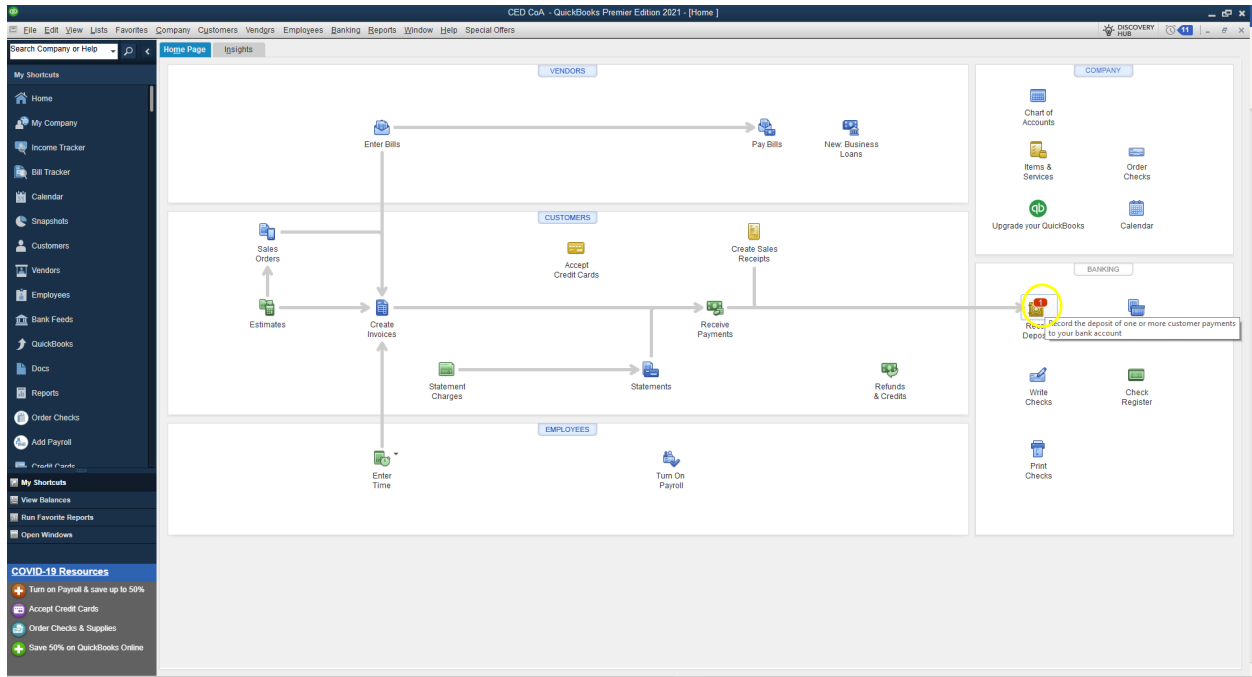 CED CoA - QuickBooks Premier Edition 2021 - [Home ]
File Edit View Lists Favorites Company Customers Vendors Employees Banking Reports Window Help Special Offers
DISCOVERY
HUB
11
Search Company or Help
Home Page
Insights
My Shortcuts
Home
My Company
Income Tracker
Bill Tracker
Calendar
Snapshots
Customers
Vendors
Employees
Bank Feeds
QuickBooks
Docs
Reports
Order Checks
Add Payroll
Credit Cards
My Shortcuts
View Balances
Run Favorite Reports
Open Windows
COVID-19 Resources
Turn on Payroll & save up to 50%
Accept Credit Cards
Order Checks & Supplies
Save 50% on QuickBooks Online
VENDORS
Enter Bills
Pay Bills
New: Business
Loans
CUSTOMERS
Sales
Orders
Accept
Credit Cards
Create Sales
Receipts
Estimates
Create
Invoices
Receive
Payments
Statement
Charges
Statements
Refunds
& Credits
EMPLOYEES
Enter
Time
Turn On
Payroll
COMPANY
Chart of
Accounts
Items &
Services
Order
Checks
qb
Upgrade your QuickBooks
Calendar
BANKING
1
Record the deposit of one or more customer payments
to your bank account
Write
Checks
Check
Register
Print
Checks